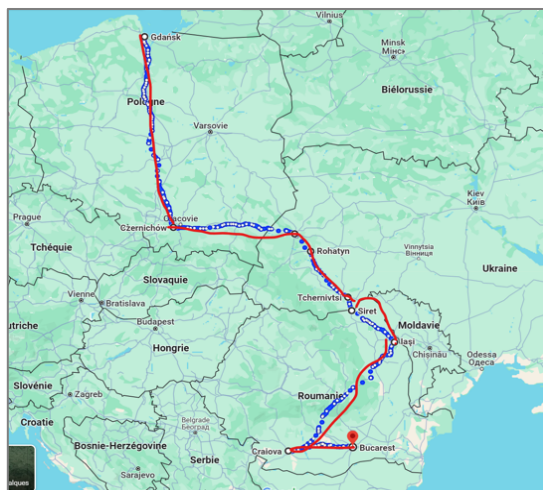 Vilnius
Gdańsk
Minsk
Мінск
Biélorussie
Pologne
Varsovie
Prague
Kiev
Київ
Cracovie
Czernichów
Tchéquie
Rohatyn
Vinnytsia
Вінниця
Ukraine
Slovaquie
Tchernivtsi
Vienne
Bratislava
Siret
Moldavie
utriche
Budapest
Hongrie
Iași
Chișinău
Odessa
Одеса
Slovénie
Zagreb
Roumanie
Croatie
Belgrade
Београд
Bosnie-Herzégovine
Serbie
Craiova
Bucarest
Sarajevo
alques